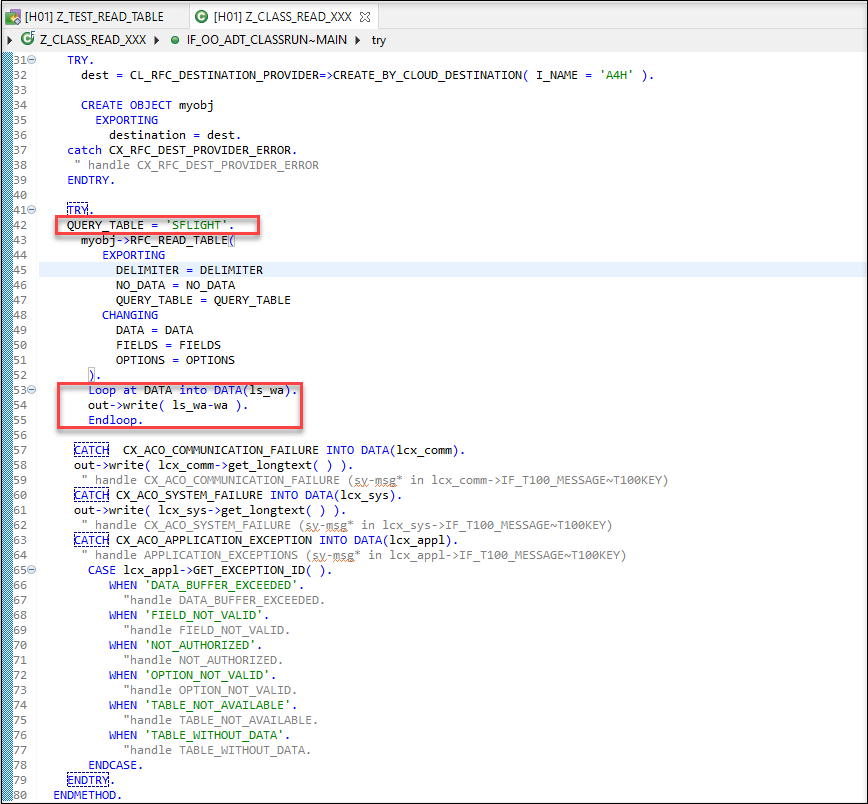 [H01] Z_TEST_READ_TABLE
[H01] Z_CLASS_READ_XXX
Z_CLASS_READ_XXX
IF_OO_ADT_CLASSRUN~MAIN
try
31 TRY.
32 dest = CL_RFC_DESTINATION_PROVIDER=>CREATE_BY_CLOUD_DESTINATION( I_NAME = 'A4H' ).
33
34 CREATE OBJECT myobj
35 EXPORTING
36 destination = dest.
37 catch CX_RFC_DEST_PROVIDER_ERROR.
38 " handle CX_RFC_DEST_PROVIDER_ERROR
39 ENDTRY.
40
41 TRY.
42 QUERY_TABLE = 'SFLIGHT'.
43 myobj->RFC_READ_TABLE(
44 EXPORTING
45 DELIMITER = DELIMITER
46 NO_DATA = NO_DATA
47 QUERY_TABLE = QUERY_TABLE
48 CHANGING
49 DATA = DATA
50 FIELDS = FIELDS
51 OPTIONS = OPTIONS
52 ).
53 Loop at DATA into DATA(ls_wa).
54 out->write( ls_wa-wa ).
55 Endloop.
56
57 CATCH CX_ACO_COMMUNICATION_FAILURE INTO DATA(lcx_comm).
58 out->write( lcx_comm->get_longtext( ) ).
59 " handle CX_ACO_COMMUNICATION_FAILURE (sy-msg* in lcx_comm->IF_T100_MESSAGE~T100KEY)
60 CATCH CX_ACO_SYSTEM_FAILURE INTO DATA(lcx_sys).
61 out->write( lcx_sys->get_longtext( ) ).
62 " handle CX_ACO_SYSTEM_FAILURE (sy-msg* in lcx_sys->IF_T100_MESSAGE~T100KEY)
63 CATCH CX_ACO_APPLICATION_EXCEPTION INTO DATA(lcx_appl).
64 " handle APPLICATION_EXCEPTIONS (sy-msg* in lcx_appl->IF_T100_MESSAGE~T100KEY)
65 CASE lcx_appl->GET_EXCEPTION_ID( ).
66 WHEN 'DATA_BUFFER_EXCEEDED'.
67 "handle DATA_BUFFER_EXCEEDED.
68 WHEN 'FIELD_NOT_VALID'.
69 "handle FIELD_NOT_VALID.
70 WHEN 'NOT_AUTHORIZED'.
71 "handle NOT_AUTHORIZED.
72 WHEN 'OPTION_NOT_VALID'.
73 "handle OPTION_NOT_VALID.
74 WHEN 'TABLE_NOT_AVAILABLE'.
75 "handle TABLE_NOT_AVAILABLE.
76 WHEN 'TABLE_WITHOUT_DATA'.
77 "handle TABLE_WITHOUT_DATA.
78 ENDCASE.
79 ENDTRY.
80 ENDMETHOD.